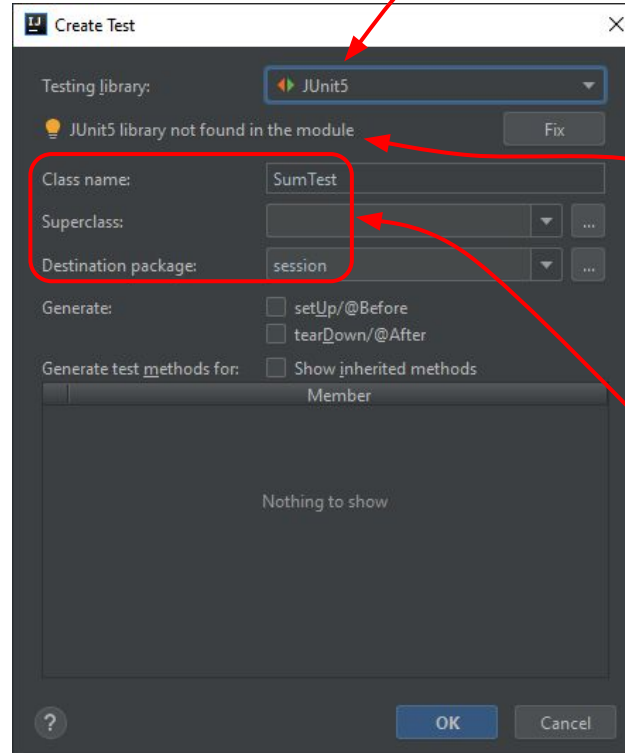 IJ Create Test
Testing library: JUnit5
JUnit5 library not found in the module Fix
Class name: SumTest
Superclass: ...
Destination package: session ...
Generate: setUp/@Before
tearDown/@After
Generate test methods for: Show inherited methods
Member
Nothing to show
? OK Cancel